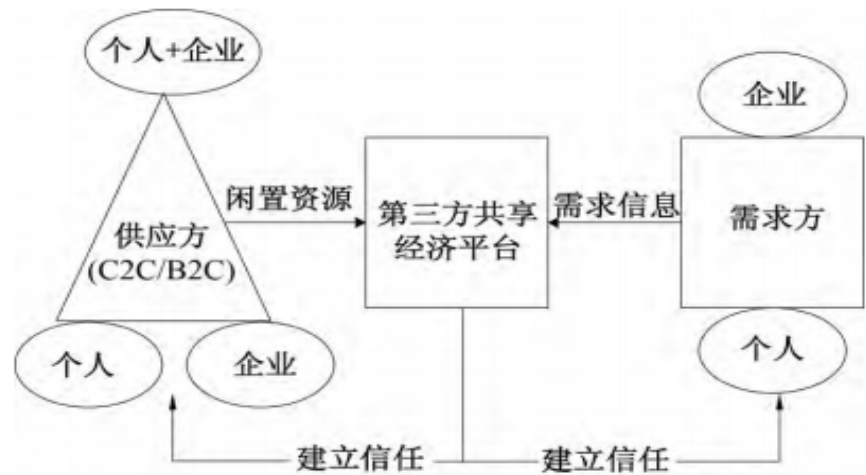 个人+企业
企业
闲置资源
需求信息
供应方
(C2C/B2C)
第三方共享
经济平台
需求方
个人
企业
个人
建立信任
建立信任